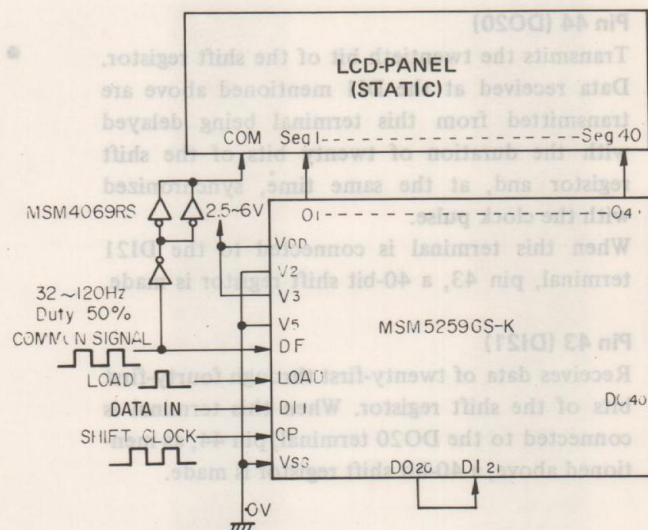 Pin 44 (DO20)
Transmits the twentieth bit of the shift register.
Data received at mentioned above are
transmitted from this terminal being delayed
with the duration of twenty bits of the shift
register and, at the same time, synchronized
with the clock pulse.
When this terminal is connected to the DI21
terminal, pin 43, a 40-bit shift register is made.
Pin 43 (DI21)
Receives data of twenty-first through
bits of the shift register. When this terminal is
connected to the DO20 terminal, pin 44, men-
tioned above, a 40-bit shift register is made.
LCD-PANEL
(STATIC)
COM Seg 1 Seg 40
MSM4069RS
2.5~6V
O1 O4
VDD
V2
V3
V5
DF
LOAD
DI1
CP
VSS
MSM5259GS-K
DO40
DO20 DI21
32~120Hz
Duty 50%
COMMON SIGNAL
LOAD
DATA IN
SHIFT CLOCK
0V